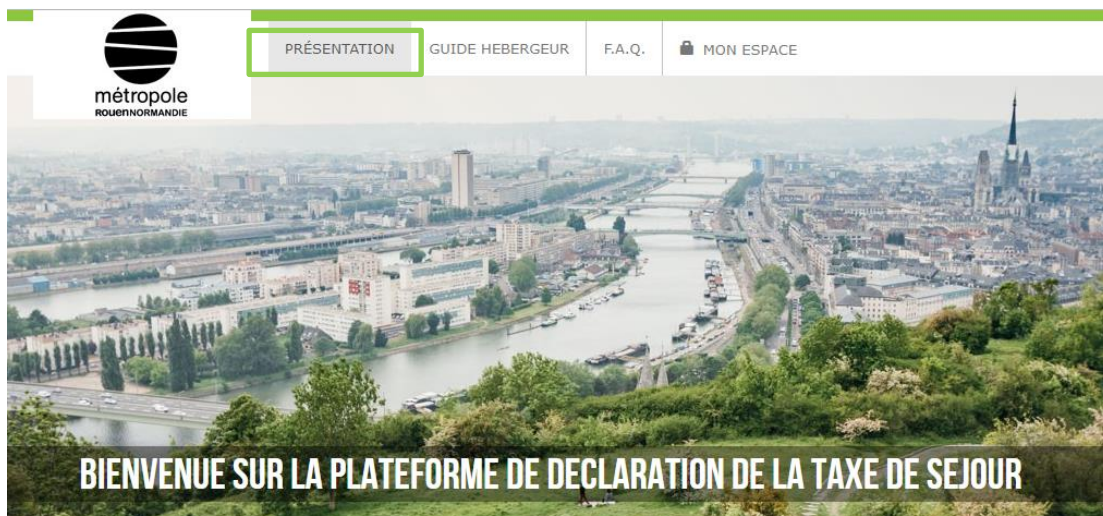 PRÉSENTATION GUIDE HEBERGEUR F.A.Q. MON ESPACE
métropole
ROUENNORMANDIE
BIENVENUE SUR LA PLATEFORME DE DECLARATION DE LA TAXE DE SEJOUR